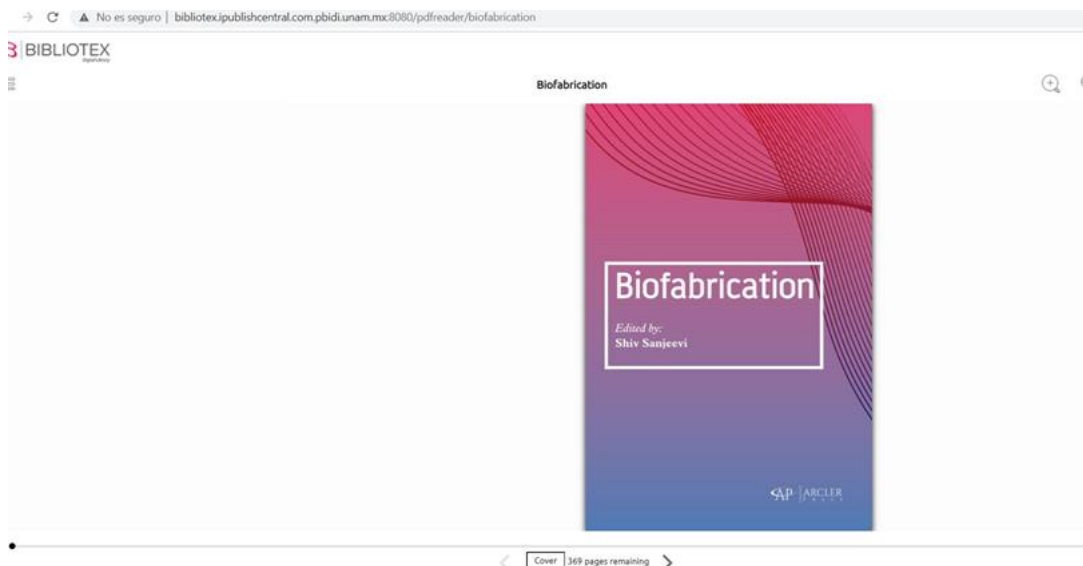 No es seguro | bibliotex.ipublishcentral.com.pbidi.unam.mx:8080/pdfreader/biofabrication
BIBLIOTEX
Biofabrication
Biofabrication
Edited by:
Shiv Sanjeevi
AP ARCLER
Cover 369 pages remaining